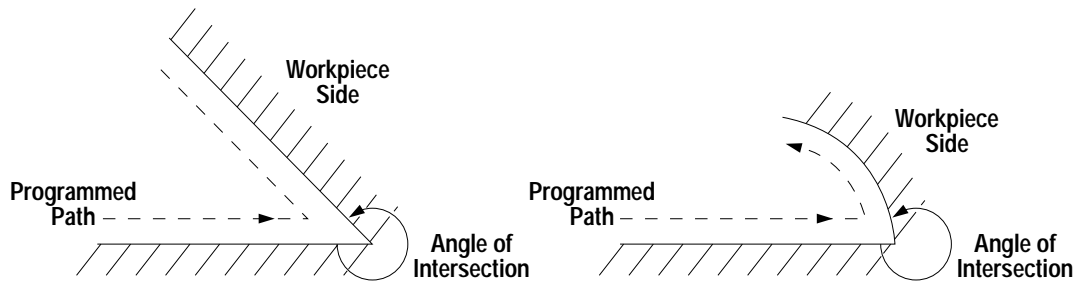 Workpiece
Side
Programmed
Path
Angle of
Intersection
Workpiece
Side
Programmed
Path
Angle of
Intersection